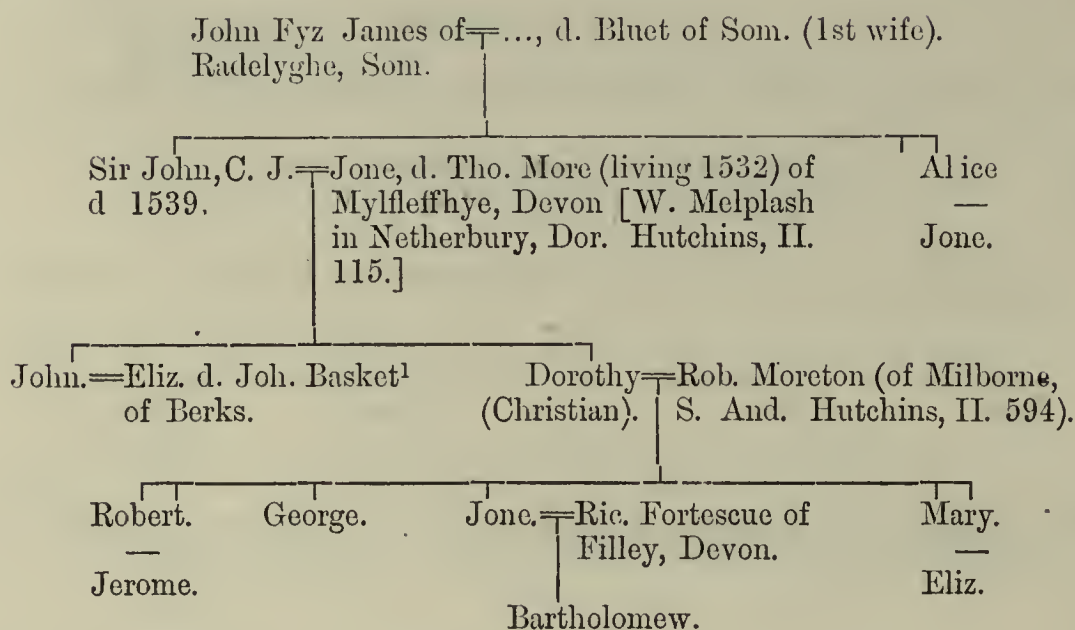 John Fyz James of ..., d. Bluet of Som. (1st wife).
Radelyghe, Som.
Sir John, C. J. Jone, d. Tho. More (living 1532) of Alice
d 1539. Mylfleffhye, Devon [W. Melplash —
in Netherbury, Dor. Hutchins, II. Jone.
115.]
John. Eliz. d. Joh. Basket¹ Dorothy Rob. Moreton (of Milborne,
of Berks. (Christian). S. And. Hutchins, II. 594).
Robert. George. Jone. Ric. Fortescue of Mary.
— Filley, Devon. —
Jerome. Eliz.
Bartholomew.